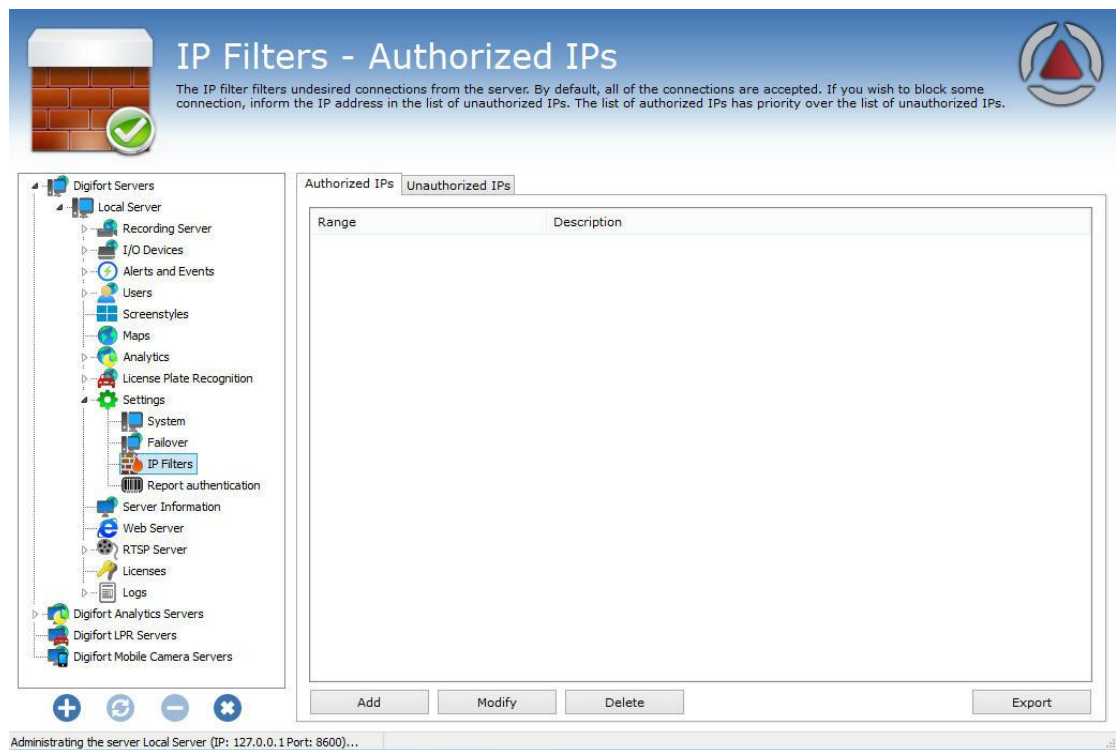 IP Filters - Authorized IPs
The IP filter filters undesired connections from the server. By default, all of the connections are accepted. If you wish to block some
connection, inform the IP address in the list of unauthorized IPs. The list of authorized IPs has priority over the list of unauthorized IPs.
Digifort Servers
Local Server
Recording Server
I/O Devices
Alerts and Events
Users
Screenstyles
Maps
Analytics
License Plate Recognition
Settings
System
Failover
IP Filters
Report authentication
Server Information
Web Server
RTSP Server
Licenses
Logs
Digifort Analytics Servers
Digifort LPR Servers
Digifort Mobile Camera Servers
Authorized IPs Unauthorized IPs
Range Description
Add Modify Delete Export
Administrating the server Local Server (IP: 127.0.0.1 Port: 8600)...